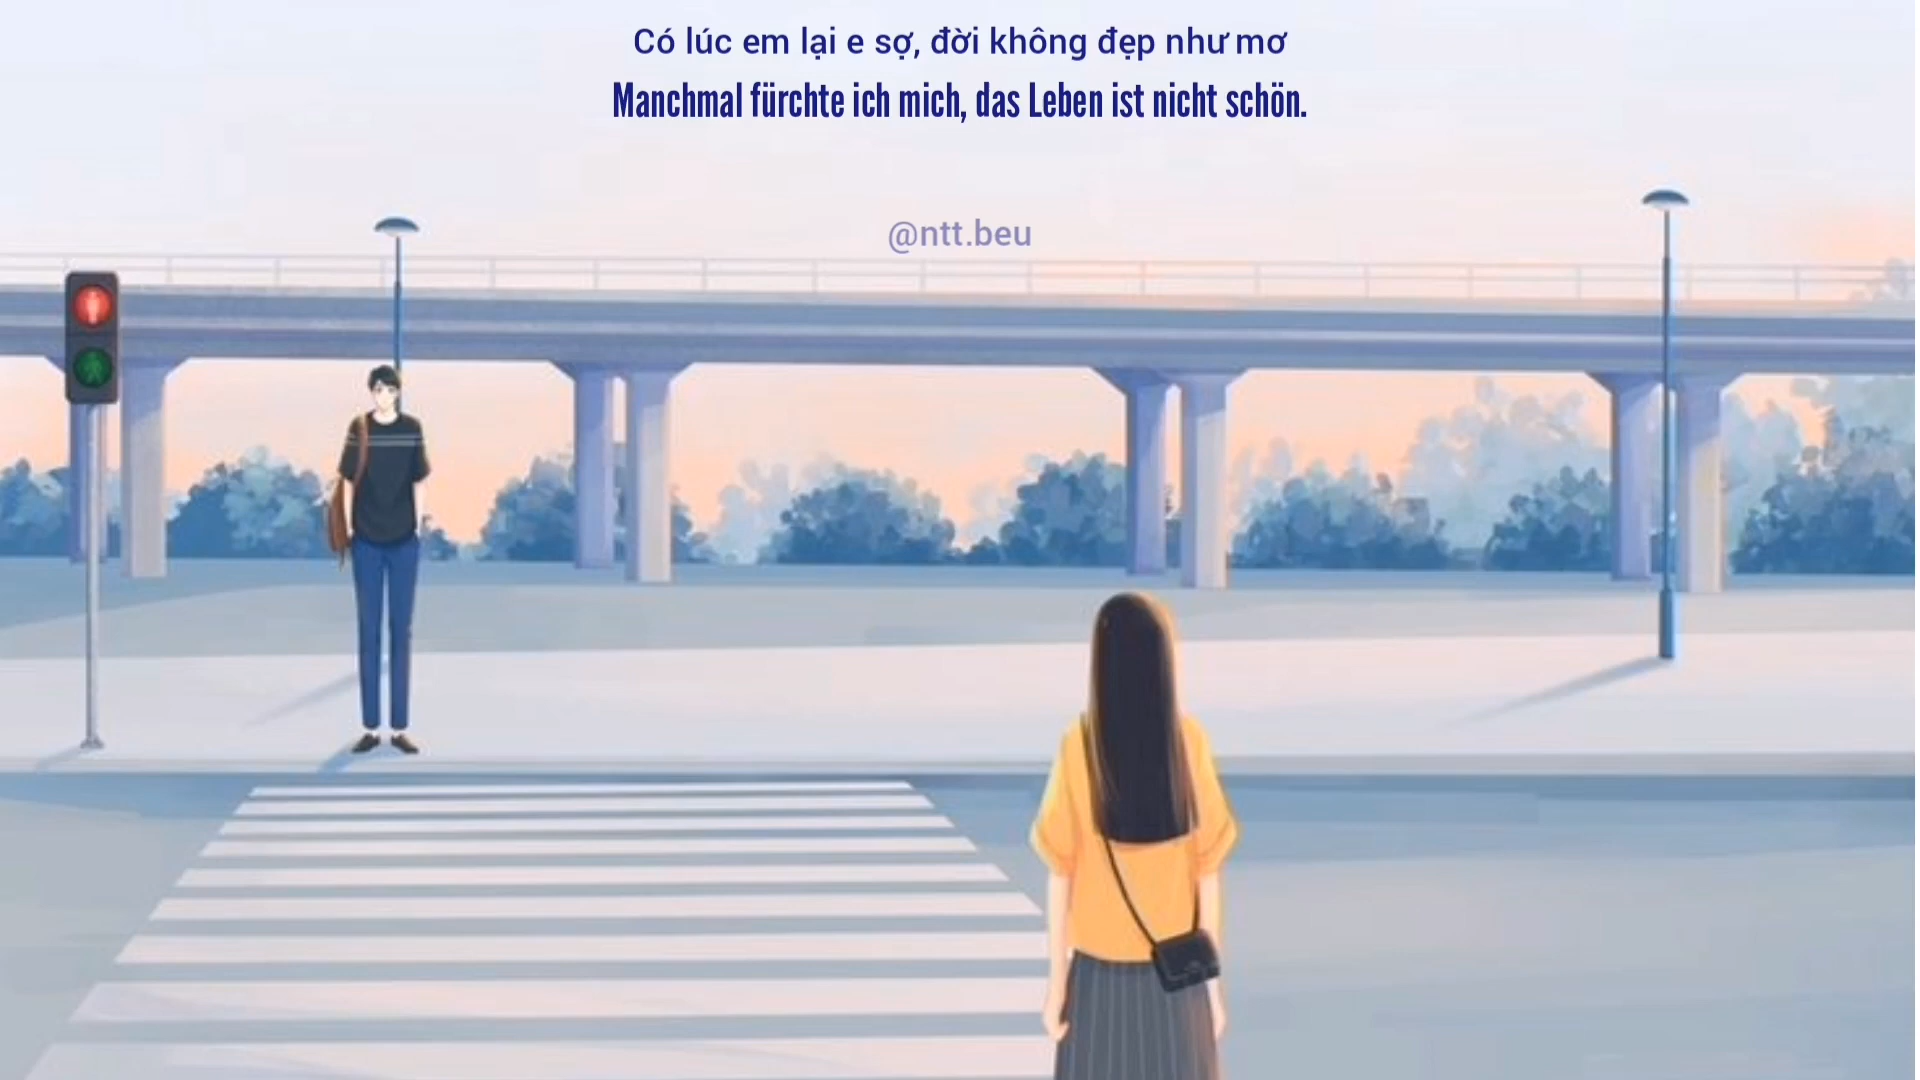 Có lúc em lại e sợ, đời không đẹp như mơ
Manchmal fürchte ich mich, das Leben ist nicht schön.
@ntt.beu